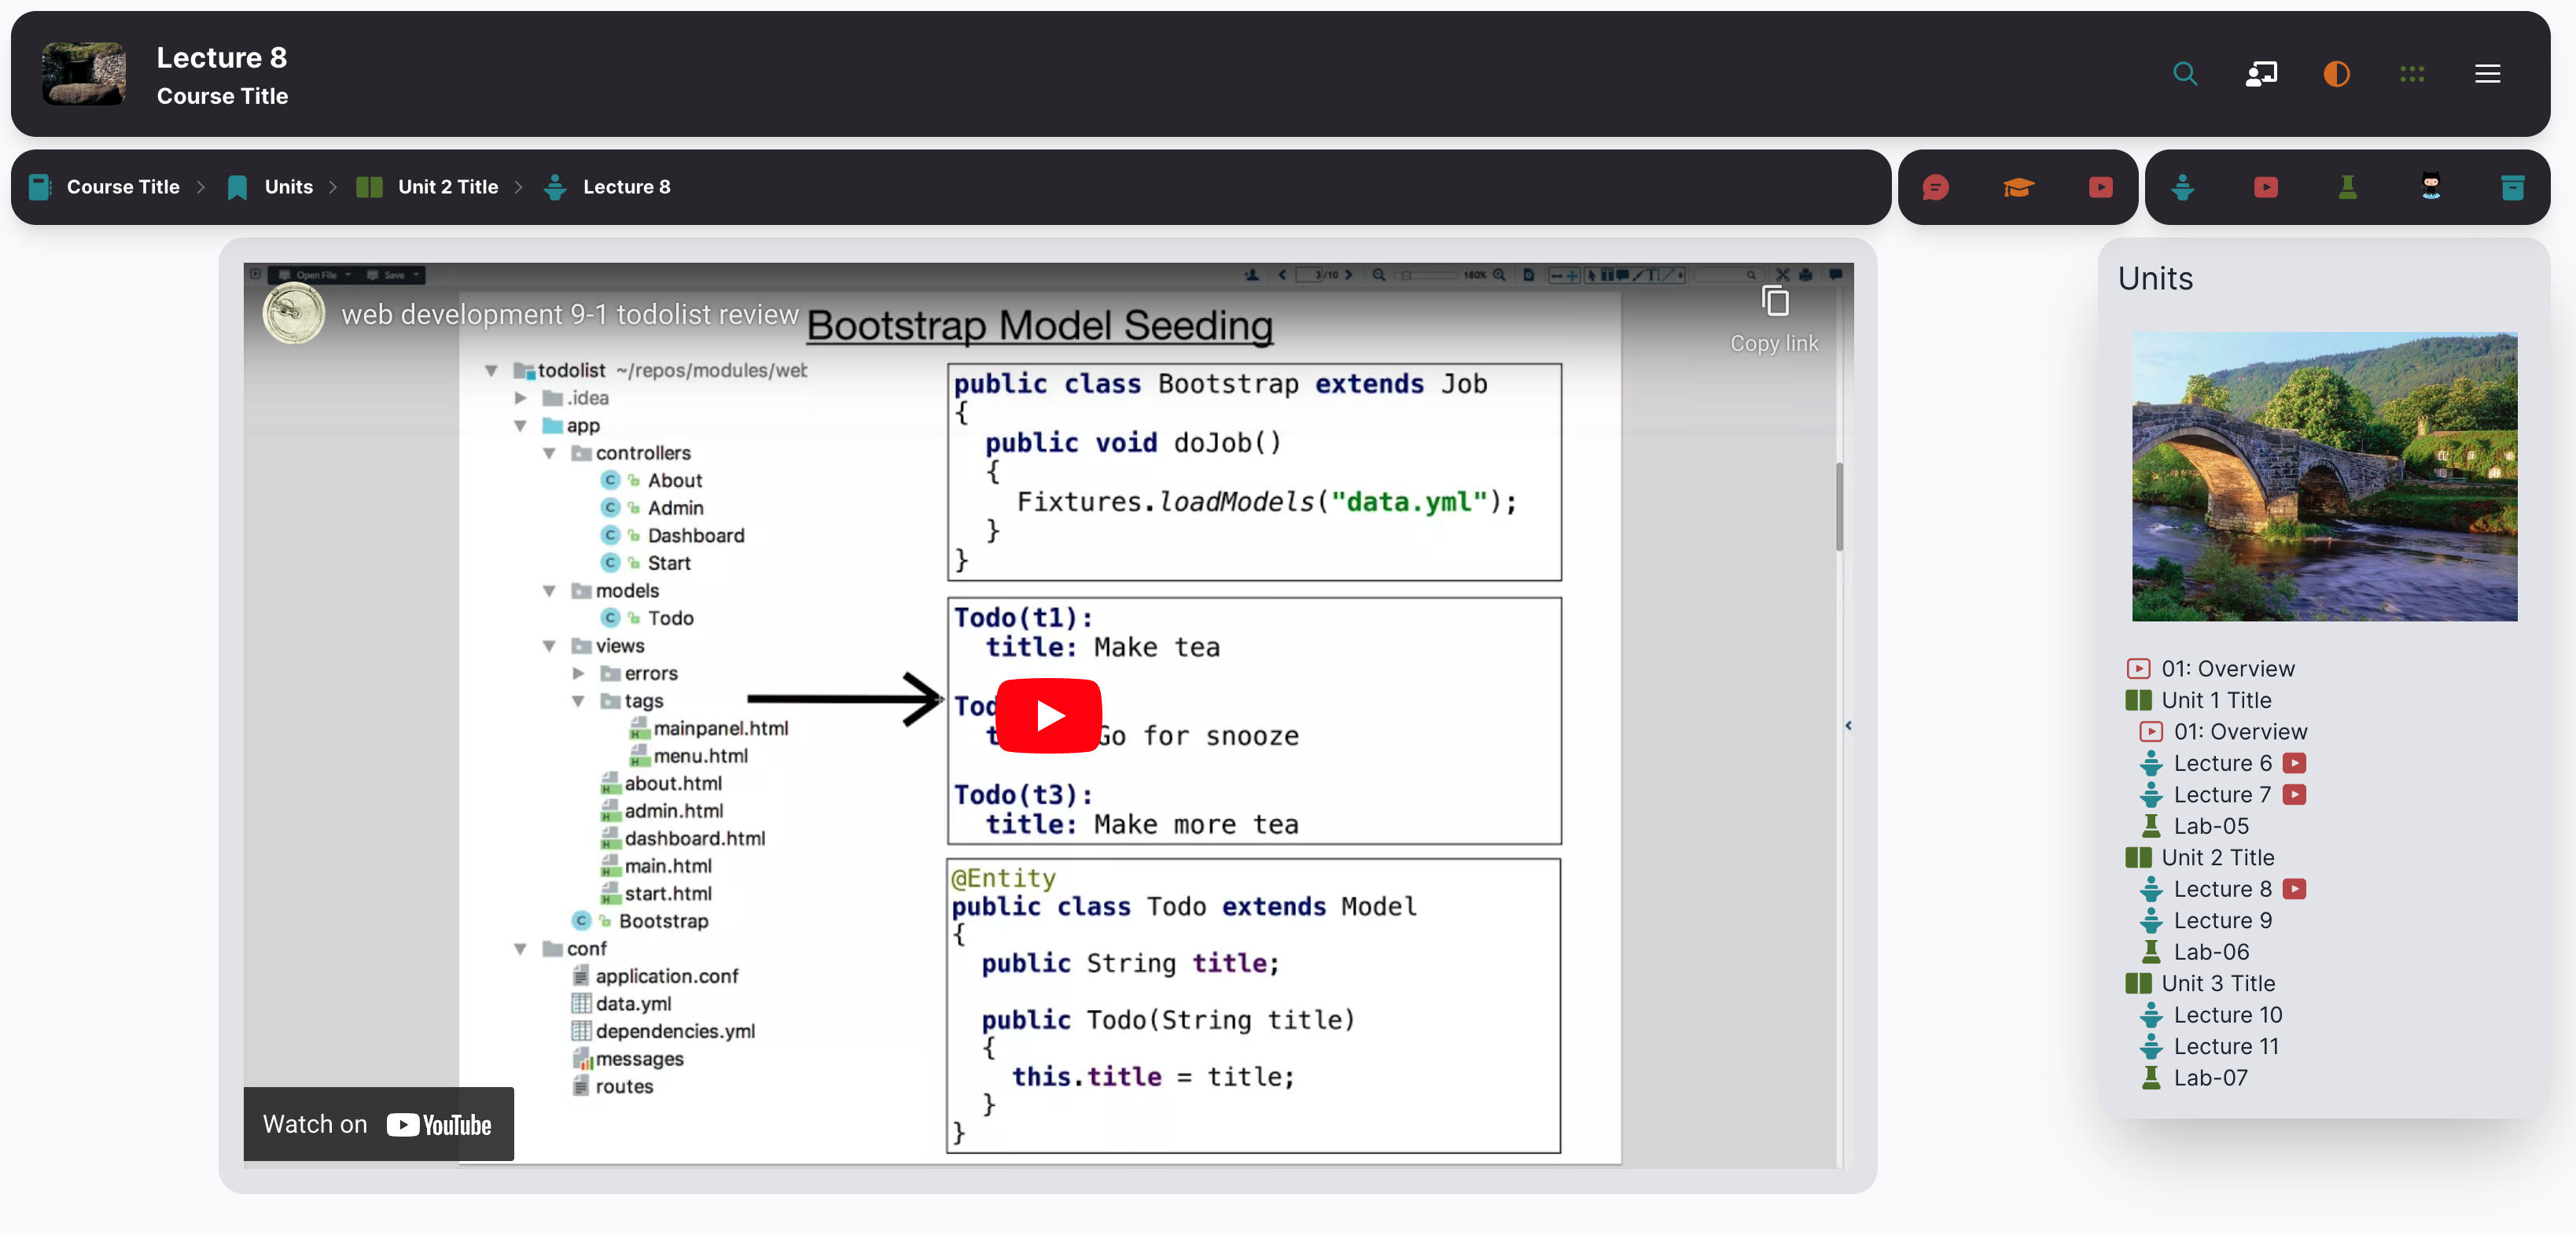 Lecture 8
Course Title
Course Title
Units
Unit 2 Title
Lecture 8
Open File
Save
3/10
180%
web development 9-1 todolist review
Copy link
Bootstrap Model Seeding
todolist ~/repos/modules/web
.idea
app
controllers
About
Admin
Dashboard
Start
models
Todo
views
errors
tags
mainpanel.html
menu.html
about.html
admin.html
dashboard.html
main.html
start.html
Bootstrap
conf
application.conf
data.yml
dependencies.yml
messages
routes
public class Bootstrap extends Job
{
public void doJob()
{
Fixtures.loadModels("data.yml");
}
}
Todo(t1):
title: Make tea
Go for snooze
Todo(t3):
title: Make more tea
@Entity
public class Todo extends Model
{
public String title;
public Todo(String title)
{
this.title = title;
}
}
Watch on YouTube
Units
01: Overview
Unit 1 Title
01: Overview
Lecture 6
Lecture 7
Lab-05
Unit 2 Title
Lecture 8
Lecture 9
Lab-06
Unit 3 Title
Lecture 10
Lecture 11
Lab-07